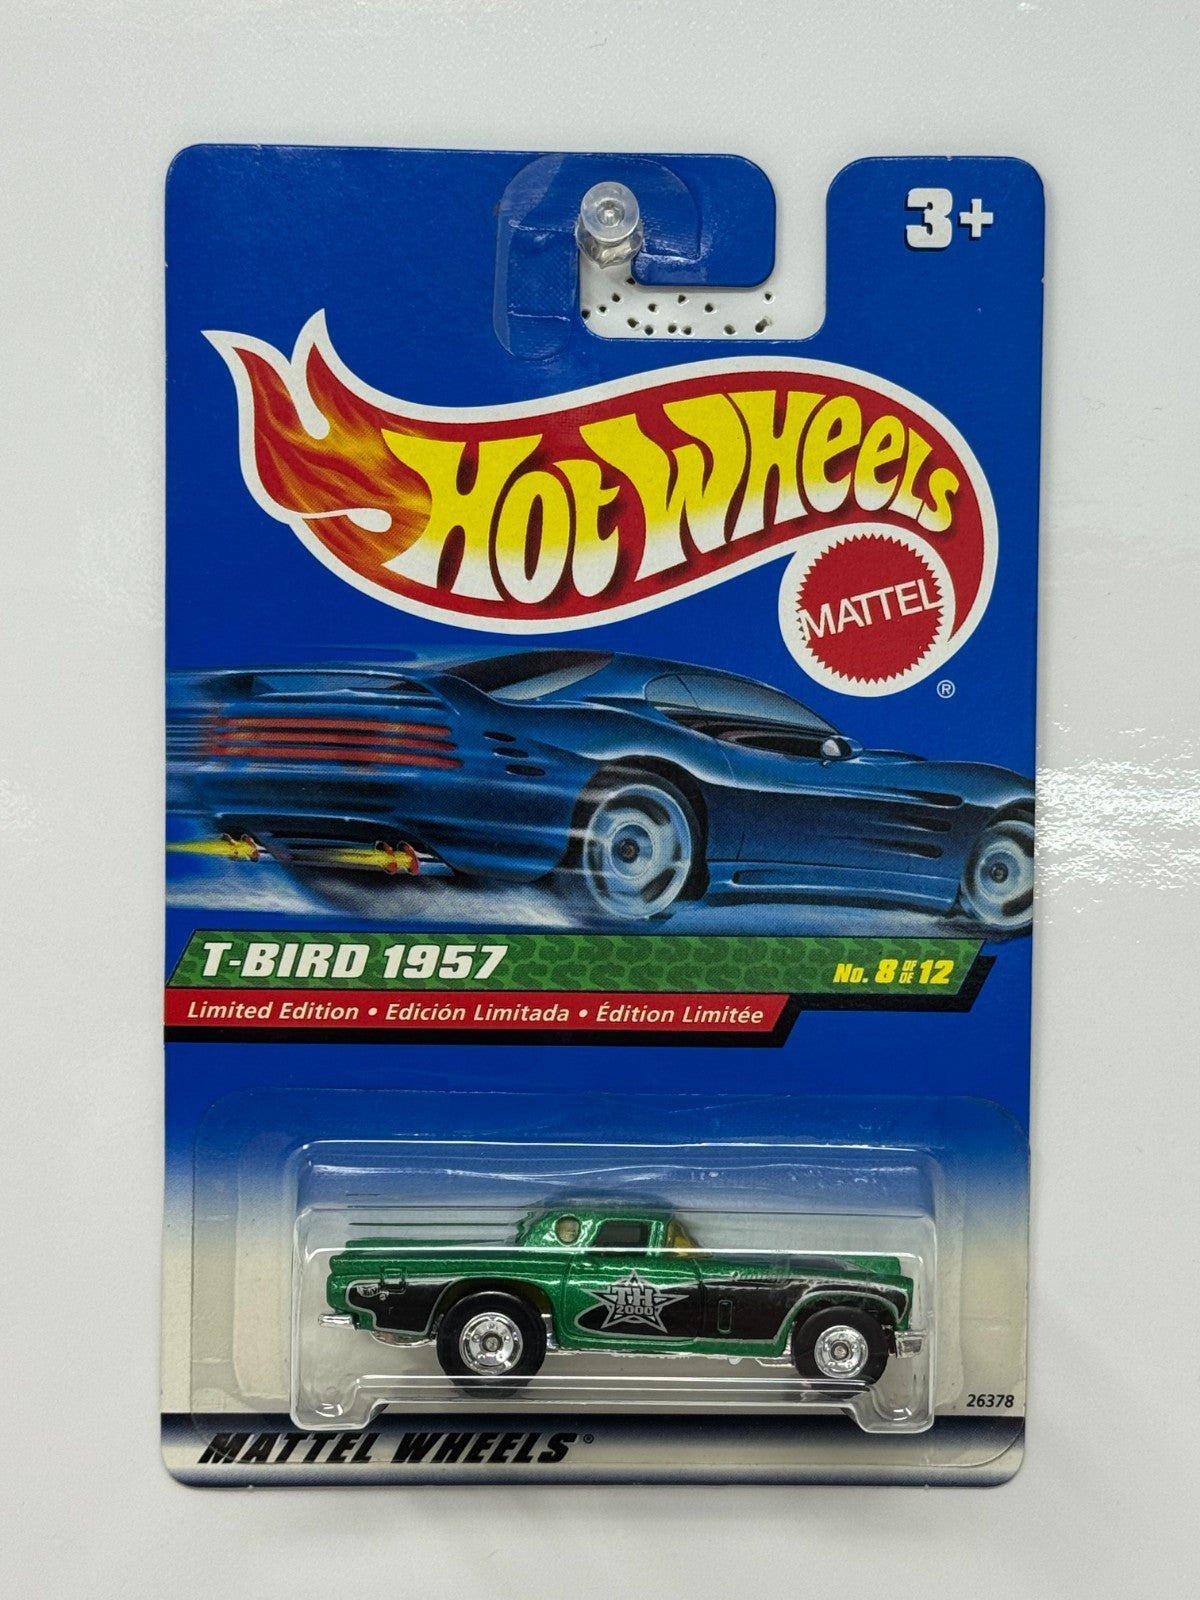 3+
HOT WHEELS
MATTEL
®
T-BIRD 1957
No. 8 OF/DE 12
Limited Edition • Edición Limitada • Édition Limitée
TH
2000
26378
MATTEL WHEELS®